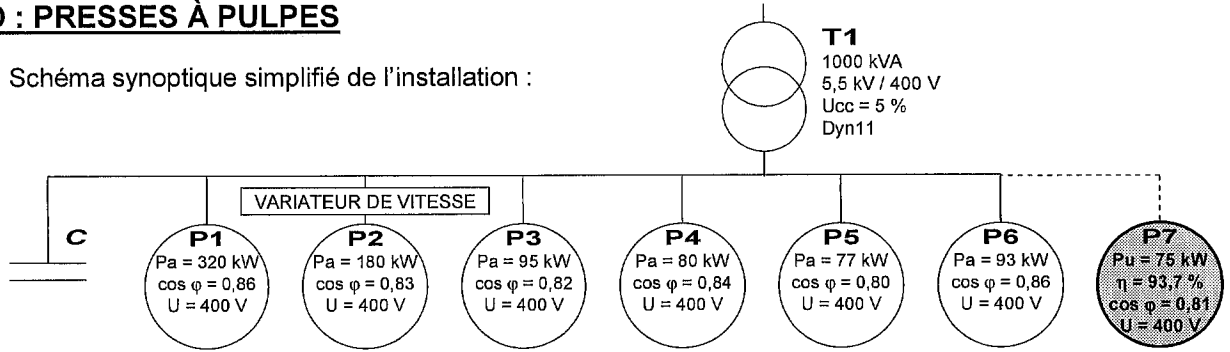 : PRESSES À PULPES
Schéma synoptique simplifié de l'installation :
T1
1000 kVA
5,5 kV / 400 V
Ucc = 5 %
Dyn11
VARIATEUR DE VITESSE
C
P1
Pa = 320 kW
cos φ = 0,86
U = 400 V
P2
Pa = 180 kW
cos φ = 0,83
U = 400 V
P3
Pa = 95 kW
cos φ = 0,82
U = 400 V
P4
Pa = 80 kW
cos φ = 0,84
U = 400 V
P5
Pa = 77 kW
cos φ = 0,80
U = 400 V
P6
Pa = 93 kW
cos φ = 0,86
U = 400 V
P7
Pu = 75 kW
η = 93,7 %
cos φ = 0,81
U = 400 V